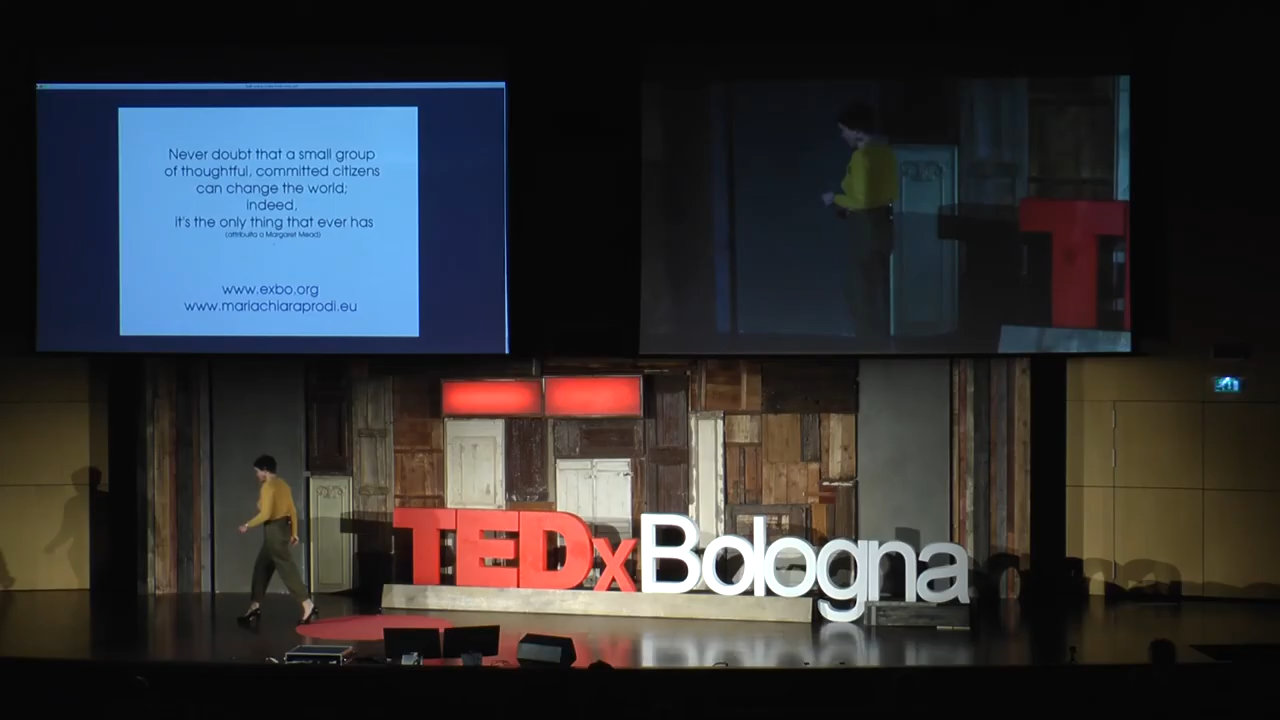 Never doubt that a small group
of thoughtful, committed citizens
can change the world;
indeed,
it's the only thing that ever has
(attribuita a Margaret Mead)
www.exbo.org
www.mariachiaraprodi.eu
TE
TEDxBologna